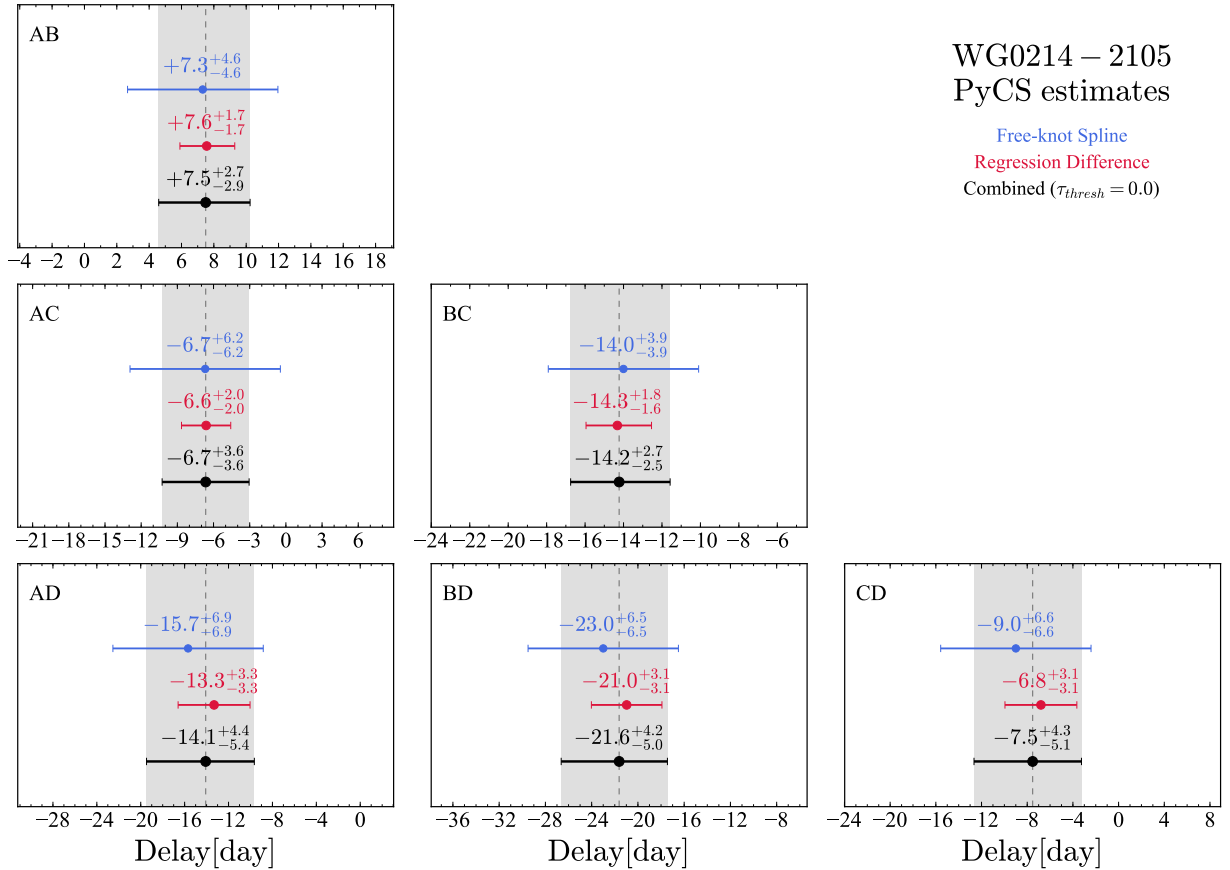 WG0214 − 2105
PyCS estimates
Free-knot Spline
Regression Difference
Combined (τ_thresh = 0.0)
AB
+7.3 +4.6 −4.6
+7.6 +1.7 −1.7
+7.5 +2.7 −2.9
−4 −2 0 2 4 6 8 10 12 14 16 18
AC
−6.7 +6.2 −6.2
−6.6 +2.0 −2.0
−6.7 +3.6 −3.6
−21 −18 −15 −12 −9 −6 −3 0 3 6
BC
−14.0 +3.9 −3.9
−14.3 +1.8 −1.6
−14.2 +2.7 −2.5
−24 −22 −20 −18 −16 −14 −12 −10 −8 −6
AD
−15.7 +6.9 −6.9
−13.3 +3.3 −3.3
−14.1 +4.4 −5.4
−28 −24 −20 −16 −12 −8 −4 0
Delay[day]
BD
−23.0 +6.5 −6.5
−21.0 +3.1 −3.1
−21.6 +4.2 −5.0
−36 −32 −28 −24 −20 −16 −12 −8
Delay[day]
CD
−9.0 +6.6 −6.6
−6.8 +3.1 −3.1
−7.5 +4.3 −5.1
−24 −20 −16 −12 −8 −4 0 4 8
Delay[day]